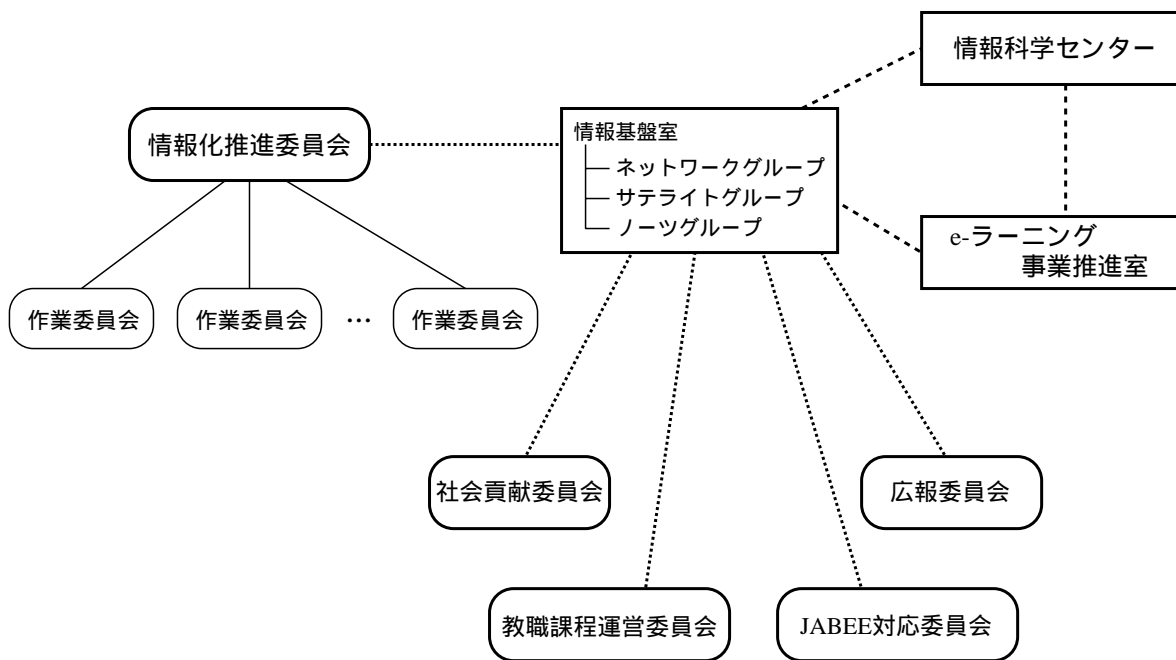 情報科学センター
情報化推進委員会
情報基盤室
ネットワークグループ
サテライトグループ
ノーツグループ
e-ラーニング
事業推進室
作業委員会
作業委員会
…
作業委員会
社会貢献委員会
広報委員会
教職課程運営委員会
JABEE対応委員会